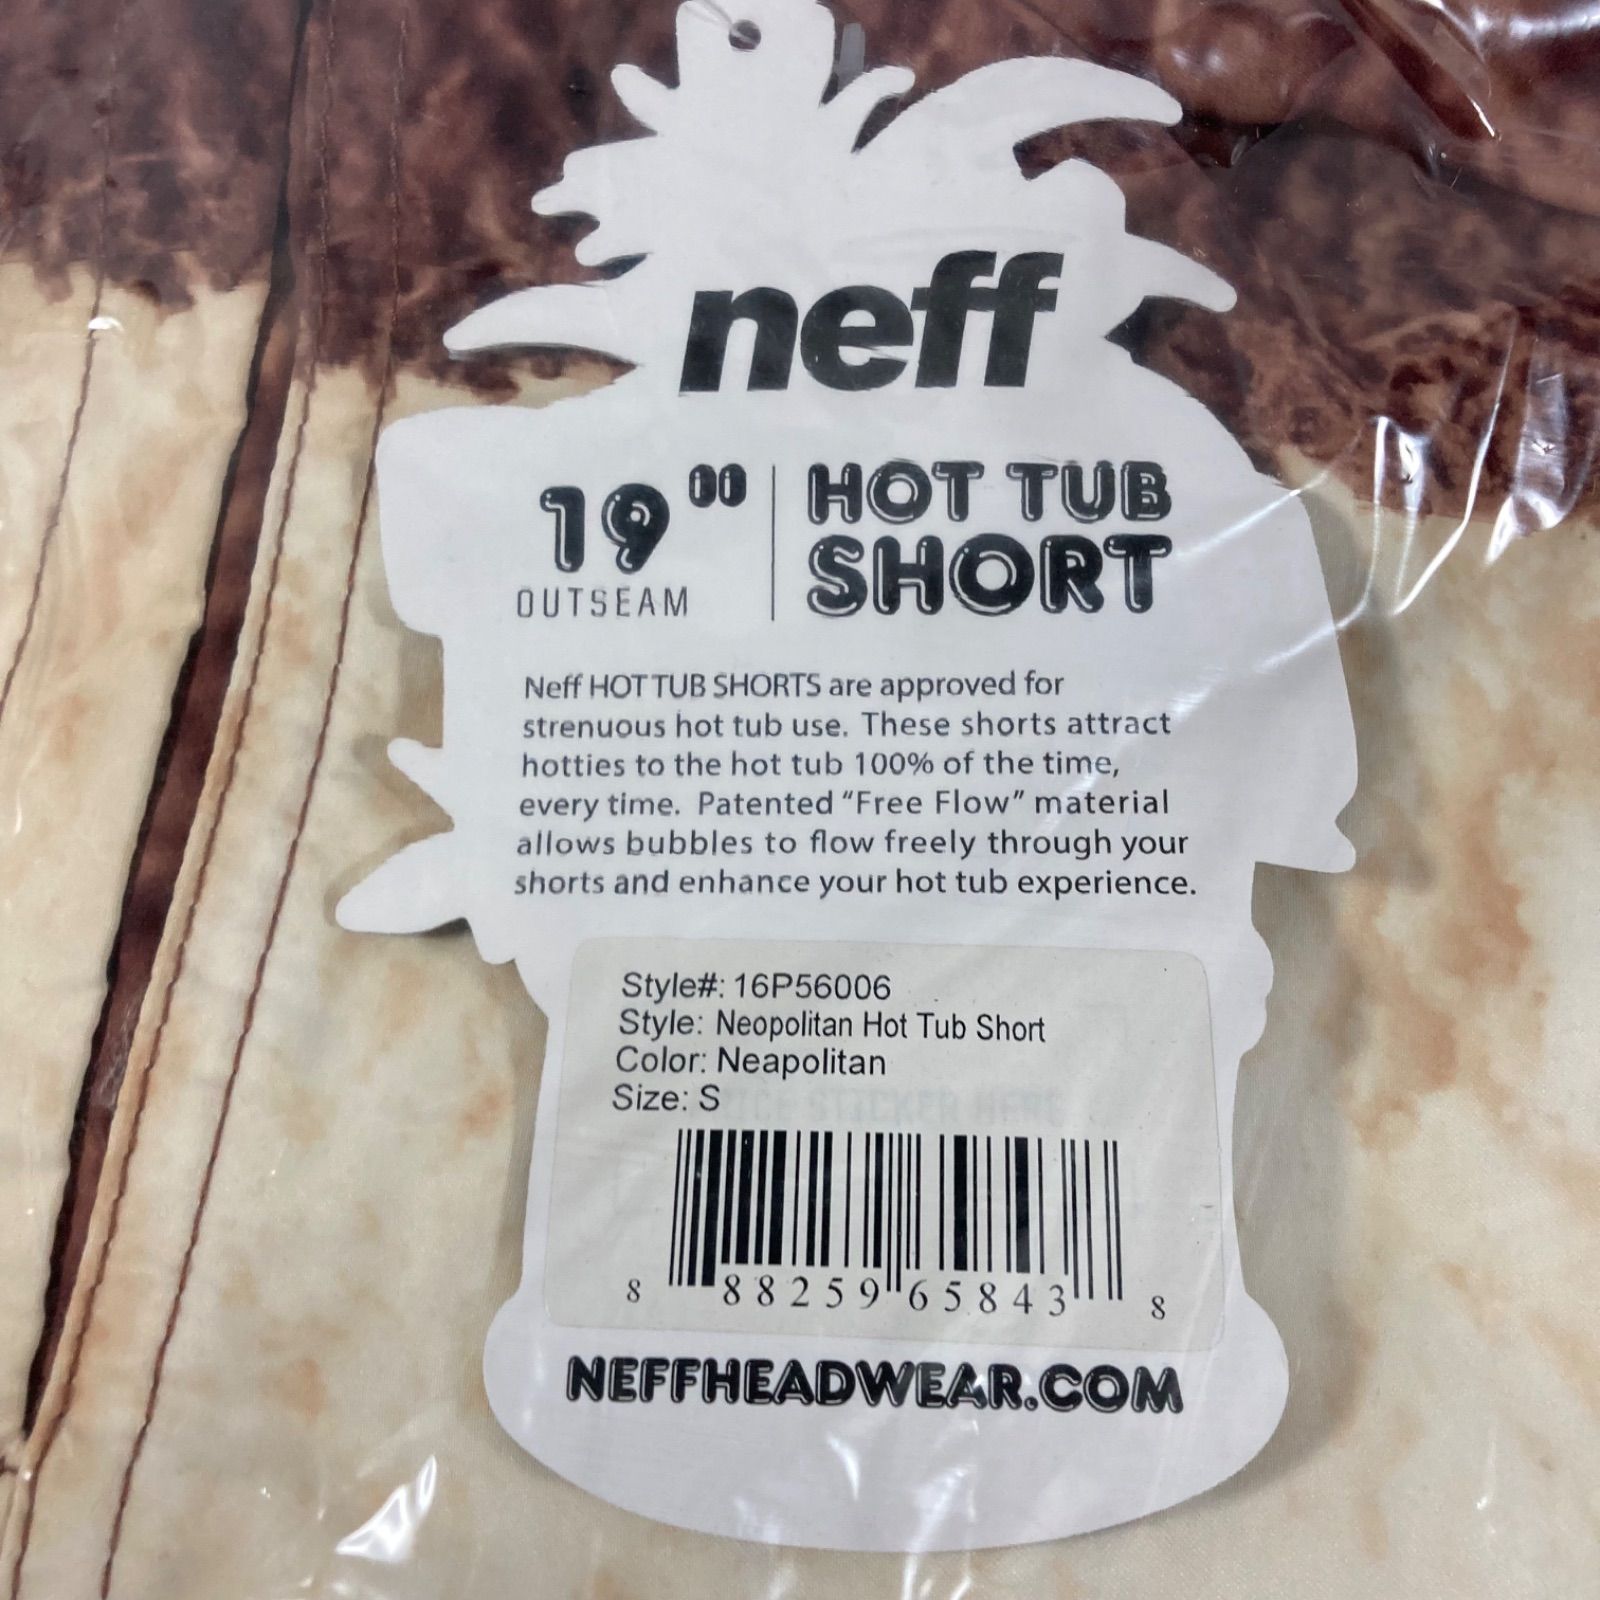 neff
19"
OUTSEAM
HOT TUB
SHORT
Neff HOT TUB SHORTS are approved for
strenuous hot tub use. These shorts attract
hotties to the hot tub 100% of the time,
every time. Patented “Free Flow” material
allows bubbles to flow freely through your
shorts and enhance your hot tub experience.
Style#: 16P56006
Style: Neopolitan Hot Tub Short
Color: Neapolitan
Size: S
PRICE STICKER HERE
8 88259 65843 8
NEFFHEADWEAR.COM